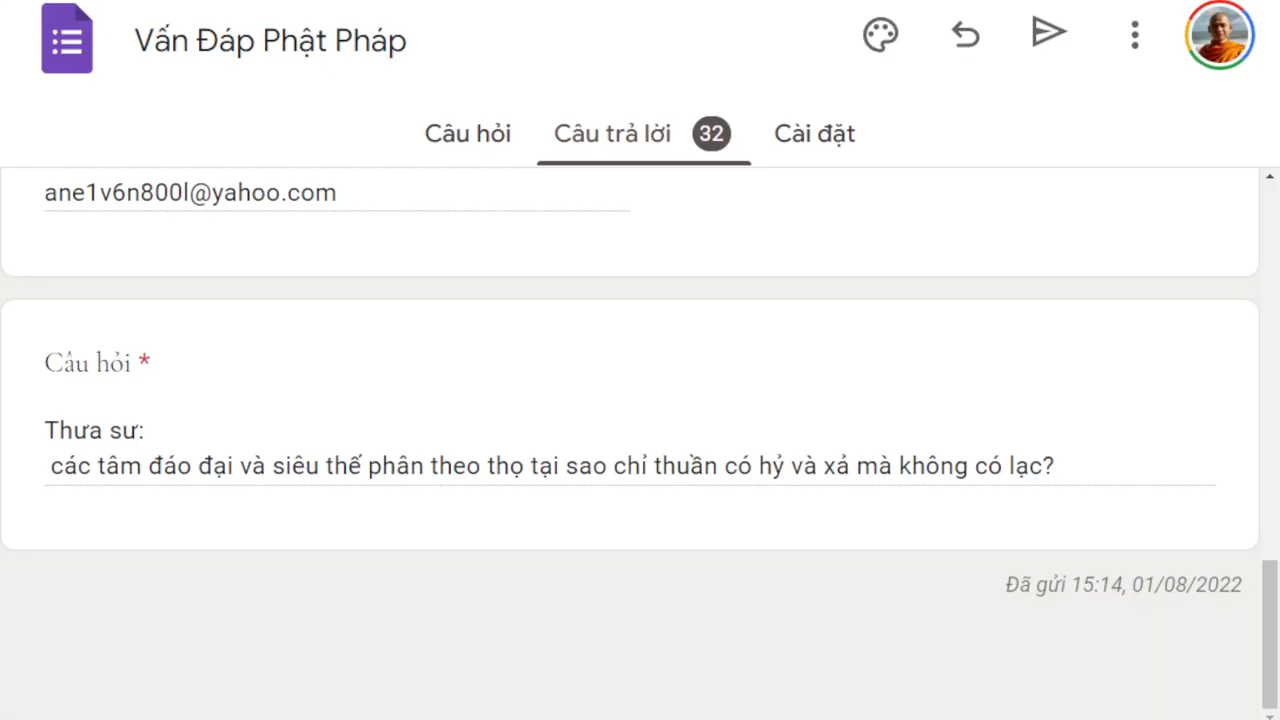 Vấn Đáp Phật Pháp
Câu hỏi
Câu trả lời 32
Cài đặt
ane1v6n800l@yahoo.com
Câu hỏi *
Thưa sư:
các tâm đáo đại và siêu thế phân theo thọ tại sao chỉ thuần có hỷ và xả mà không có lạc?
Đã gửi 15:14, 01/08/2022